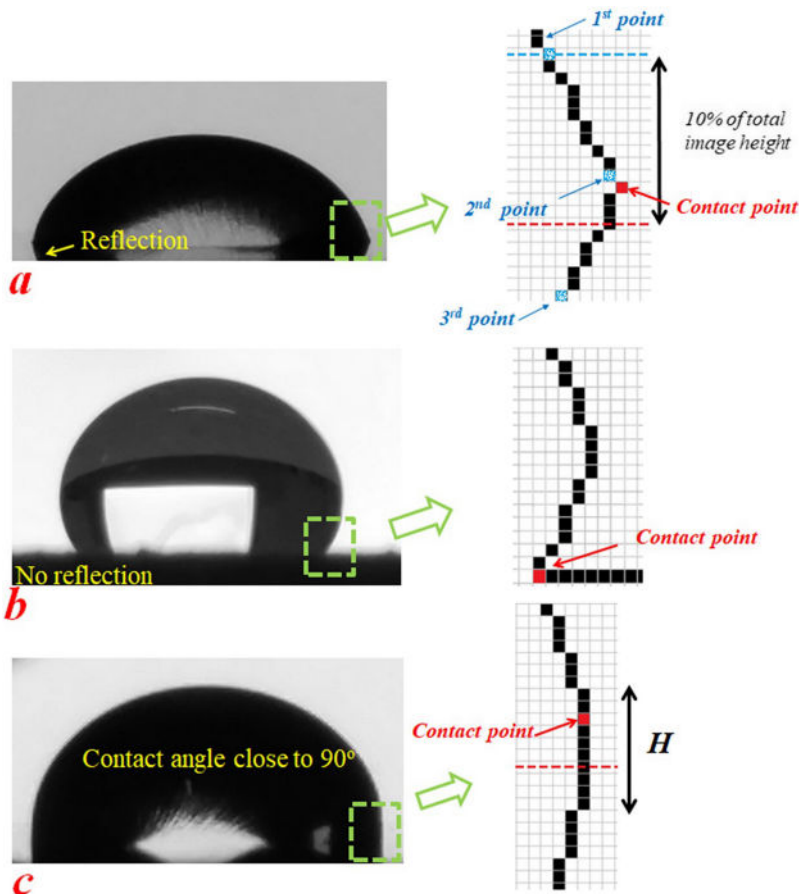 1st point
10% of total
image height
Reflection
2nd point
Contact point
a
3rd point
Contact point
No reflection
b
Contact point
Contact angle close to 90°
H
c